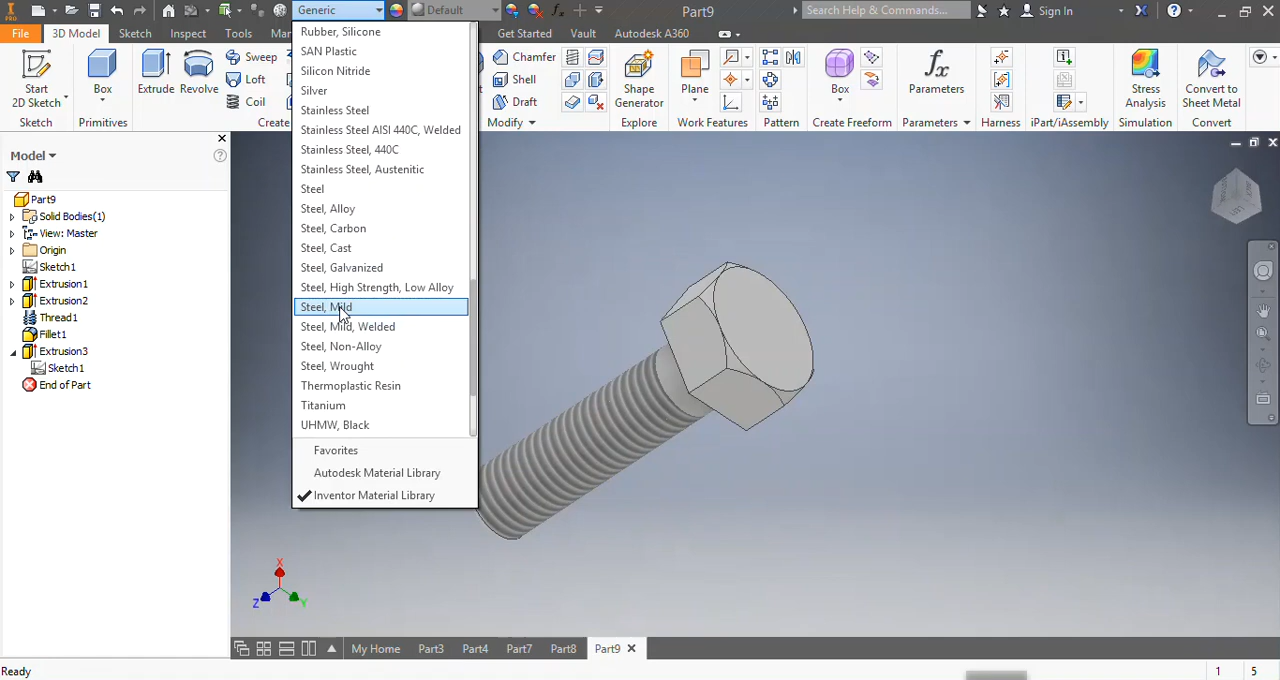 Generic
Default
Part9
Search Help & Commands...
Sign In
PRO
File
3D Model
Sketch
Inspect
Tools
Get Started
Vault
Autodesk A360
Start
2D Sketch
Sketch
Box
Primitives
Extrude
Revolve
Sweep
Loft
Coil
Chamfer
Shell
Draft
Modify
Shape
Generator
Explore
Plane
Work Features
Pattern
Box
Create Freeform
Parameters
Parameters
Harness
iPart/iAssembly
Stress
Analysis
Simulation
Convert to
Sheet Metal
Convert
Model
Part9
Solid Bodies(1)
View: Master
Origin
Sketch1
Extrusion1
Extrusion2
Thread1
Fillet1
Extrusion3
Sketch1
End of Part
Rubber, Silicone
SAN Plastic
Silicon Nitride
Silver
Stainless Steel
Stainless Steel AISI 440C, Welded
Stainless Steel, 440C
Stainless Steel, Austenitic
Steel
Steel, Alloy
Steel, Carbon
Steel, Cast
Steel, Galvanized
Steel, High Strength, Low Alloy
Steel, Mild
Steel, Mild, Welded
Steel, Non-Alloy
Steel, Wrought
Thermoplastic Resin
Titanium
UHMW, Black
Favorites
Autodesk Material Library
Inventor Material Library
X
Z
Y
My Home
Part3
Part4
Part7
Part8
Part9
Ready
1
5